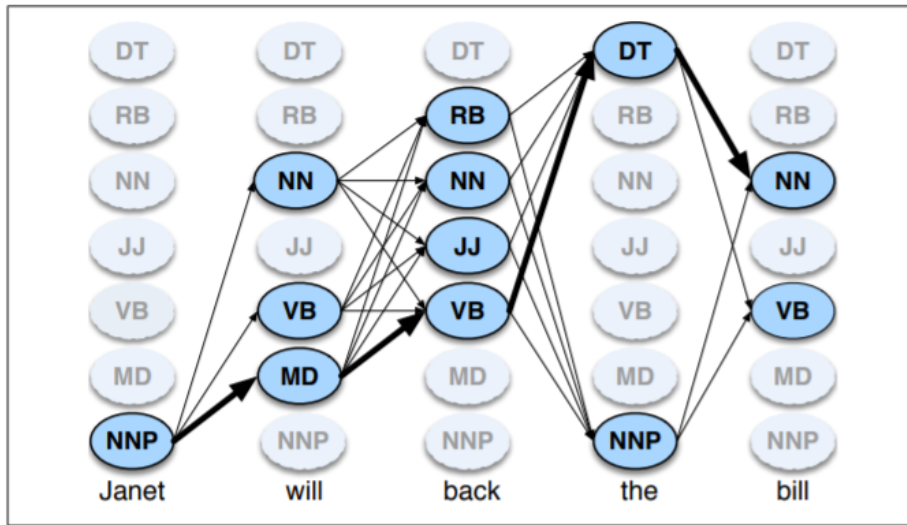 DT DT DT DT DT
RB RB RB RB RB
NN NN NN NN NN
JJ JJ JJ JJ JJ
VB VB VB VB VB
MD MD MD MD MD
NNP NNP NNP NNP NNP
Janet will back the bill